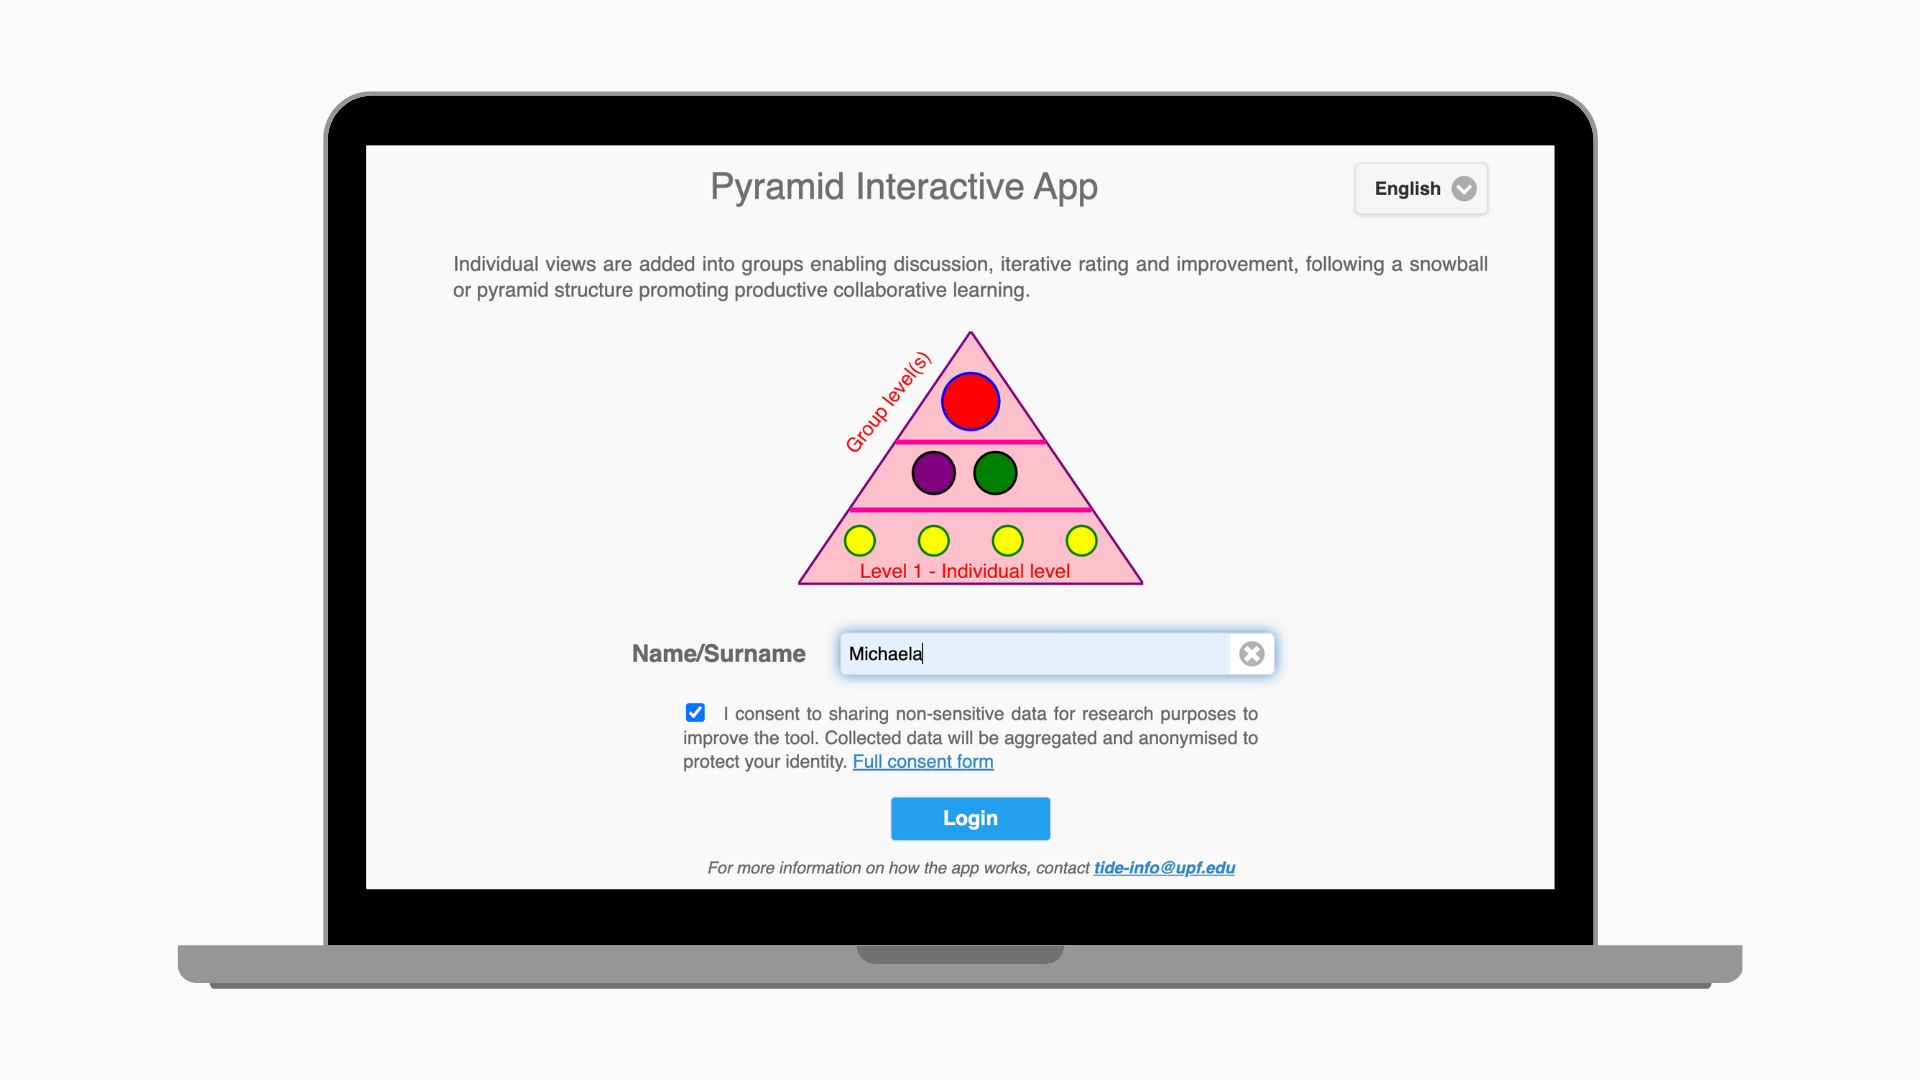 Pyramid Interactive App
English
Individual views are added into groups enabling discussion, iterative rating and improvement, following a snowball
or pyramid structure promoting productive collaborative learning.
Group level(s)
Level 1 - Individual level
Name/Surname
Michaela
I consent to sharing non-sensitive data for research purposes to
improve the tool. Collected data will be aggregated and anonymised to
protect your identity. Full consent form
Login
For more information on how the app works, contact tide-info@upf.edu